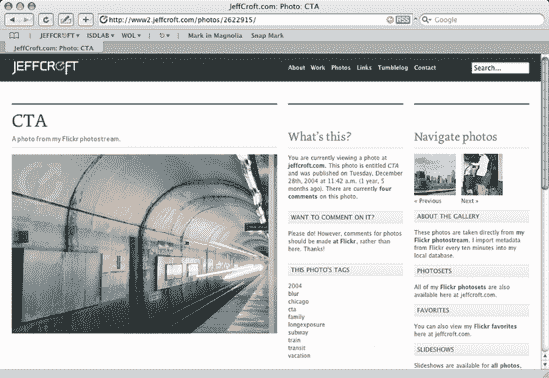 JeffCroft.com: Photo: CTA
http://www2.jeffcroft.com/photos/2622915/
RSS
Google
JEFFCR⊙FT ISDLAB WOL Mark in Magnolia Snap Mark
JeffCroft.com: Photo: CTA
JEFFCROFT
About Work Photos Links Tumblelog Contact
Search...
CTA
A photo from my Flickr photostream.
What's this?
You are currently viewing a photo at
jeffcroft.com. This photo is entitled CTA
and was published on Tuesday, December
28th, 2004 at 11:42 a.m. (1 year, 5
months ago). There are currently four
comments on this photo.
WANT TO COMMENT ON IT?
Please do! However, comments for photos
should be made at Flickr, rather than
here. Thanks!
THIS PHOTO'S TAGS
2004
blur
chicago
cta
family
longexposure
subway
train
transit
vacation
Navigate photos
« Previous
Next »
ABOUT THE GALLERY
These photos are taken directly from my
Flickr photostream. I import metadata
from Flickr every ten minutes into my
local database.
PHOTOSETS
All of my Flickr photosets are also
available here at jeffcroft.com.
FAVORITES
You can also view my Flickr favorites
here at jeffcroft.com.
SLIDESHOWS
Slideshows are available for all photos,